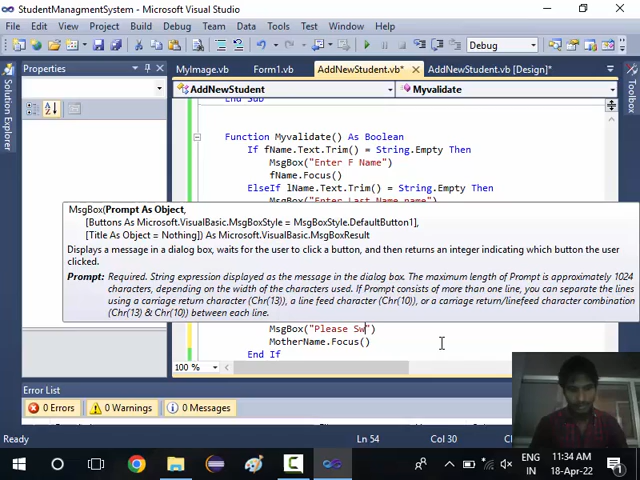 StudentManagmentSystem - Microsoft Visual Studio
File Edit View Project Build Debug Team Data Tools Test Window Help
Debug
Properties
MyImage.vb Form1.vb AddNewStudent.vb* AddNewStudent.vb [Design]*
AddNewStudent Myvalidate
Solution Explorer
Toolbox
End Sub
Function Myvalidate() As Boolean
If fName.Text.Trim() = String.Empty Then
MsgBox("Enter F Name")
fName.Focus()
ElseIf lName.Text.Trim() = String.Empty Then
MsgBox("Enter Last Name name")
MsgBox(Prompt As Object,
[Buttons As Microsoft.VisualBasic.MsgBoxStyle = MsgBoxStyle.DefaultButton1],
[Title As Object = Nothing]) As Microsoft.VisualBasic.MsgBoxResult
Displays a message in a dialog box, waits for the user to click a button, and then returns an integer indicating which button the user
clicked.
Prompt: Required. String expression displayed as the message in the dialog box. The maximum length of Prompt is approximately 1024
characters, depending on the width of the characters used. If Prompt consists of more than one line, you can separate the lines
using a carriage return character (Chr(13)), a line feed character (Chr(10)), or a carriage return/linefeed character combination
(Chr(13) & Chr(10)) between each line.
MsgBox("Please Sw")
MotherName.Focus()
End If
100 %
Error List
0 Errors 0 Warnings 0 Messages
Ready Ln 54 Col 30
ENG 11:34 AM
IN 18-Apr-22